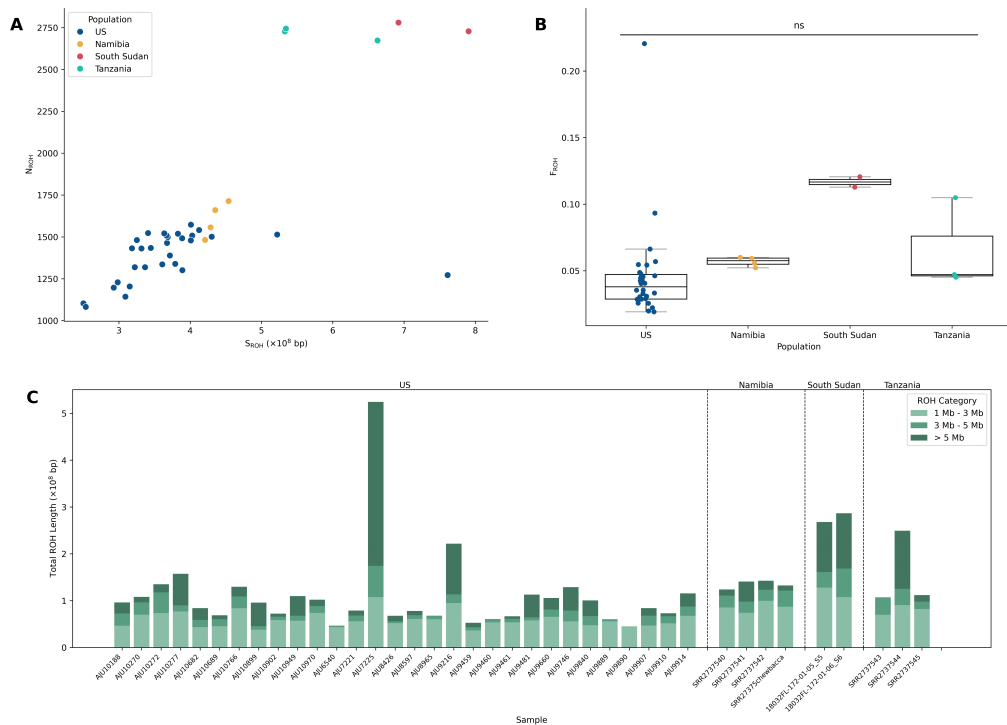 A
Population
US
Namibia
South Sudan
Tanzania
2750
2500
2250
2000
1750
1500
1250
1000
N_ROH
3 4 5 6 7 8
S_ROH (×10⁸ bp)
B
ns
0.20
0.15
0.10
0.05
F_ROH
US Namibia South Sudan Tanzania
Population
C
US Namibia South Sudan Tanzania
ROH Category
1 Mb - 3 Mb
3 Mb - 5 Mb
> 5 Mb
5
4
3
2
1
0
Total ROH Length (×10⁸ bp)
AJU10188
AJU10270
AJU10272
AJU10277
AJU10682
AJU10689
AJU10766
AJU10899
AJU10902
AJU10949
AJU10970
AJU6540
AJU7221
AJU7225
AJU8426
AJU8597
AJU8965
AJU9216
AJU9459
AJU9460
AJU9461
AJU9481
AJU9660
AJU9746
AJU9840
AJU9889
AJU9890
AJU9907
AJU9910
AJU9914
SRR2737540
SRR2737541
SRR2737542
SRR27375chewbacca
18032FL-172-01-05_S5
18032FL-172-01-06_S6
SRR2737543
SRR2737544
SRR2737545
Sample